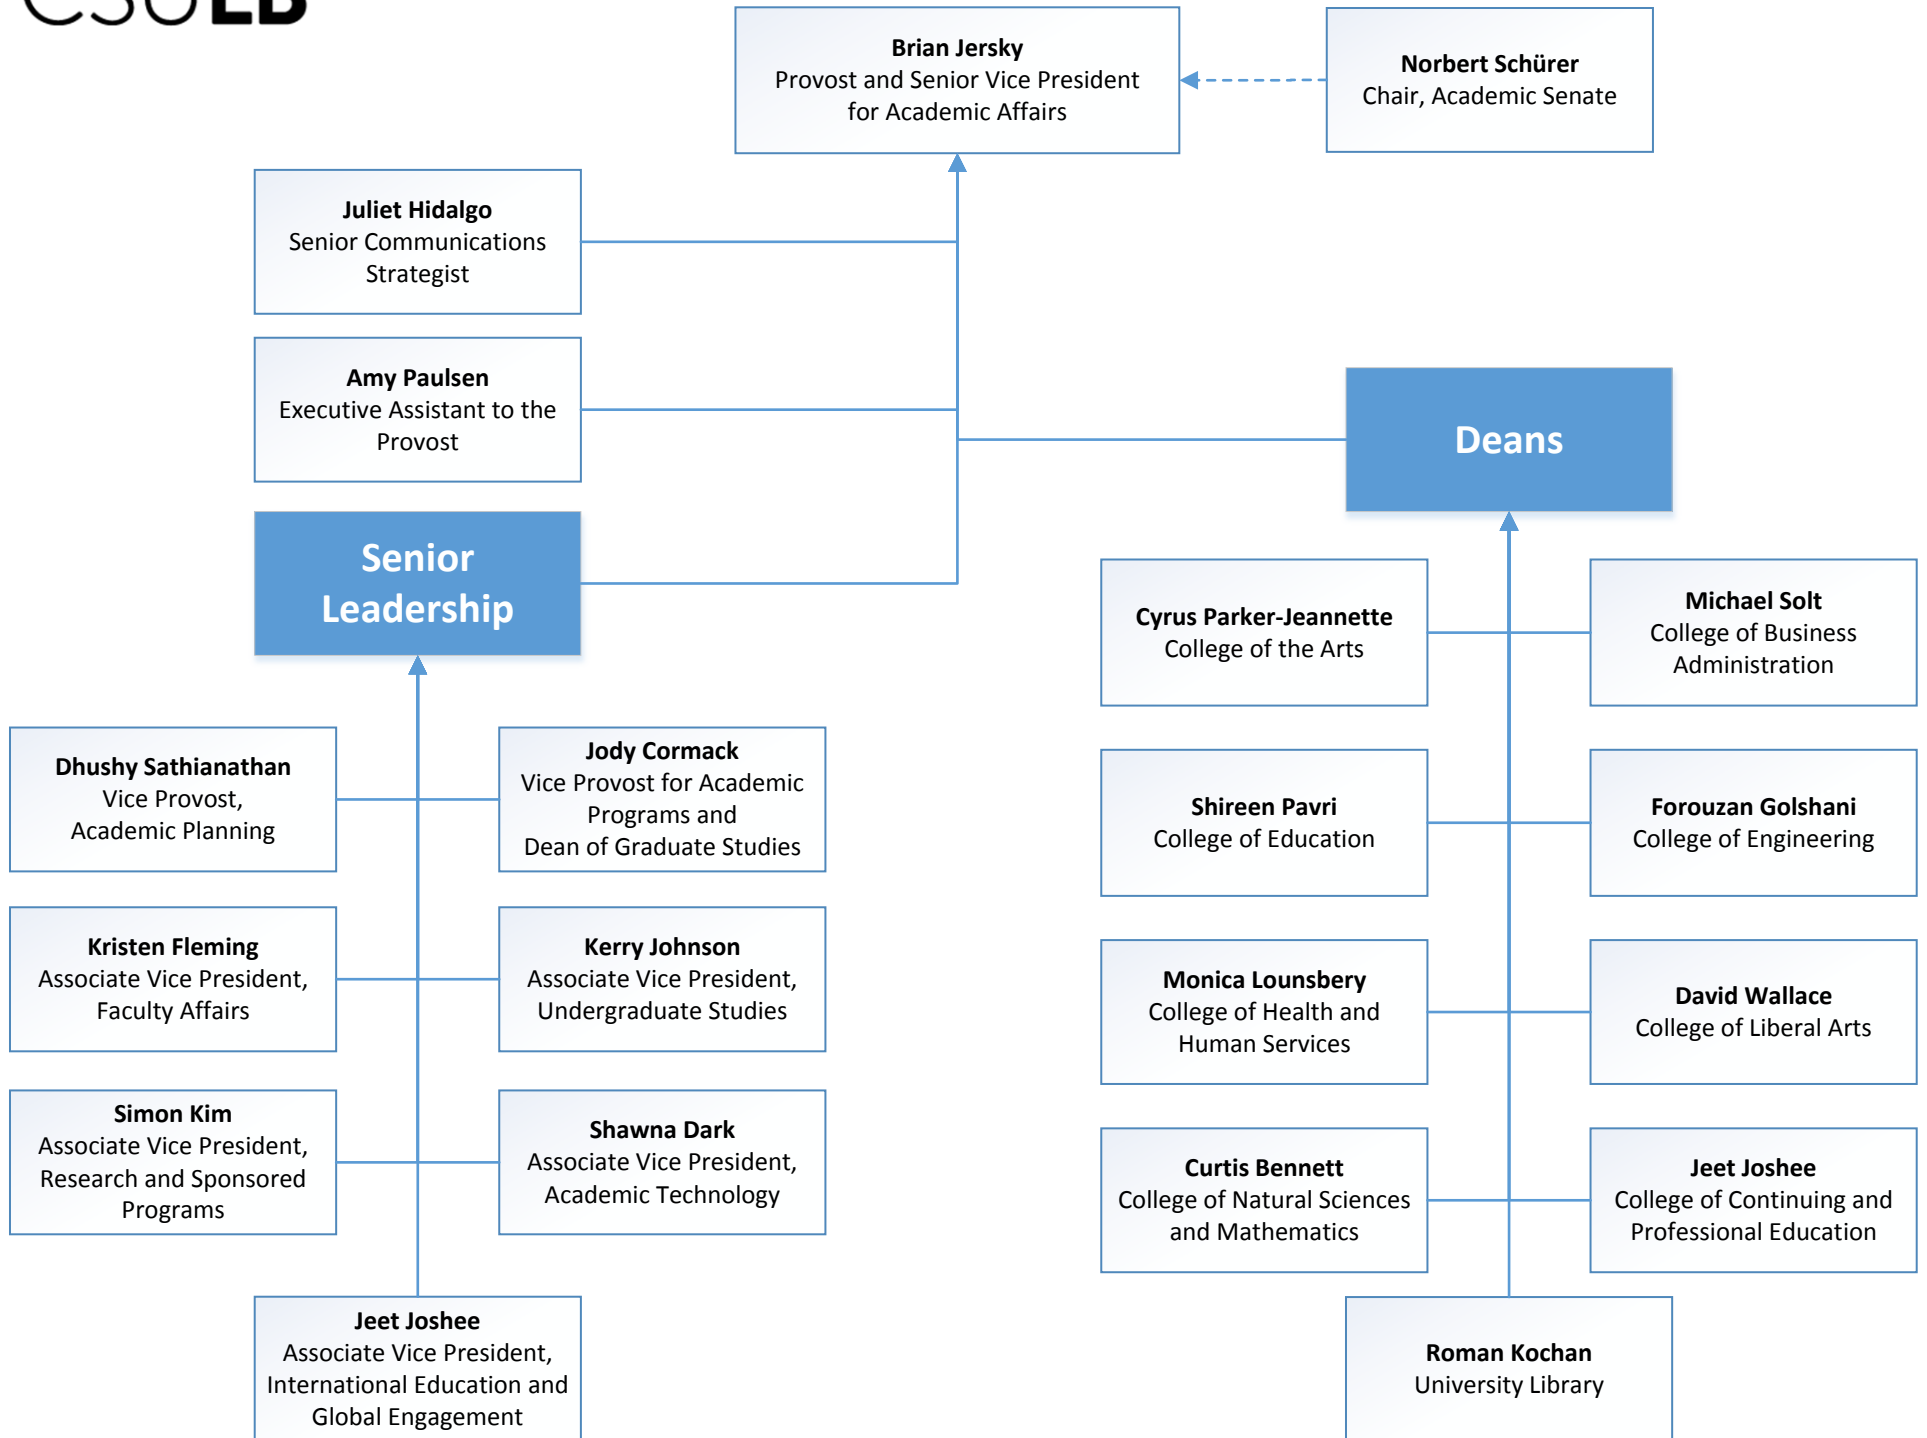 CSULB
Brian Jersky
Provost and Senior Vice President
for Academic Affairs
Norbert Schürer
Chair, Academic Senate
Juliet Hidalgo
Senior Communications
Strategist
Amy Paulsen
Executive Assistant to the
Provost
Deans
Senior
Leadership
Cyrus Parker-Jeannette
College of the Arts
Michael Solt
College of Business
Administration
Dhushy Sathianathan
Vice Provost,
Academic Planning
Jody Cormack
Vice Provost for Academic
Programs and
Dean of Graduate Studies
Shireen Pavri
College of Education
Forouzan Golshani
College of Engineering
Kristen Fleming
Associate Vice President,
Faculty Affairs
Kerry Johnson
Associate Vice President,
Undergraduate Studies
Monica Lounsbery
College of Health and
Human Services
David Wallace
College of Liberal Arts
Simon Kim
Associate Vice President,
Research and Sponsored
Programs
Shawna Dark
Associate Vice President,
Academic Technology
Curtis Bennett
College of Natural Sciences
and Mathematics
Jeet Joshee
College of Continuing and
Professional Education
Jeet Joshee
Associate Vice President,
International Education and
Global Engagement
Roman Kochan
University Library